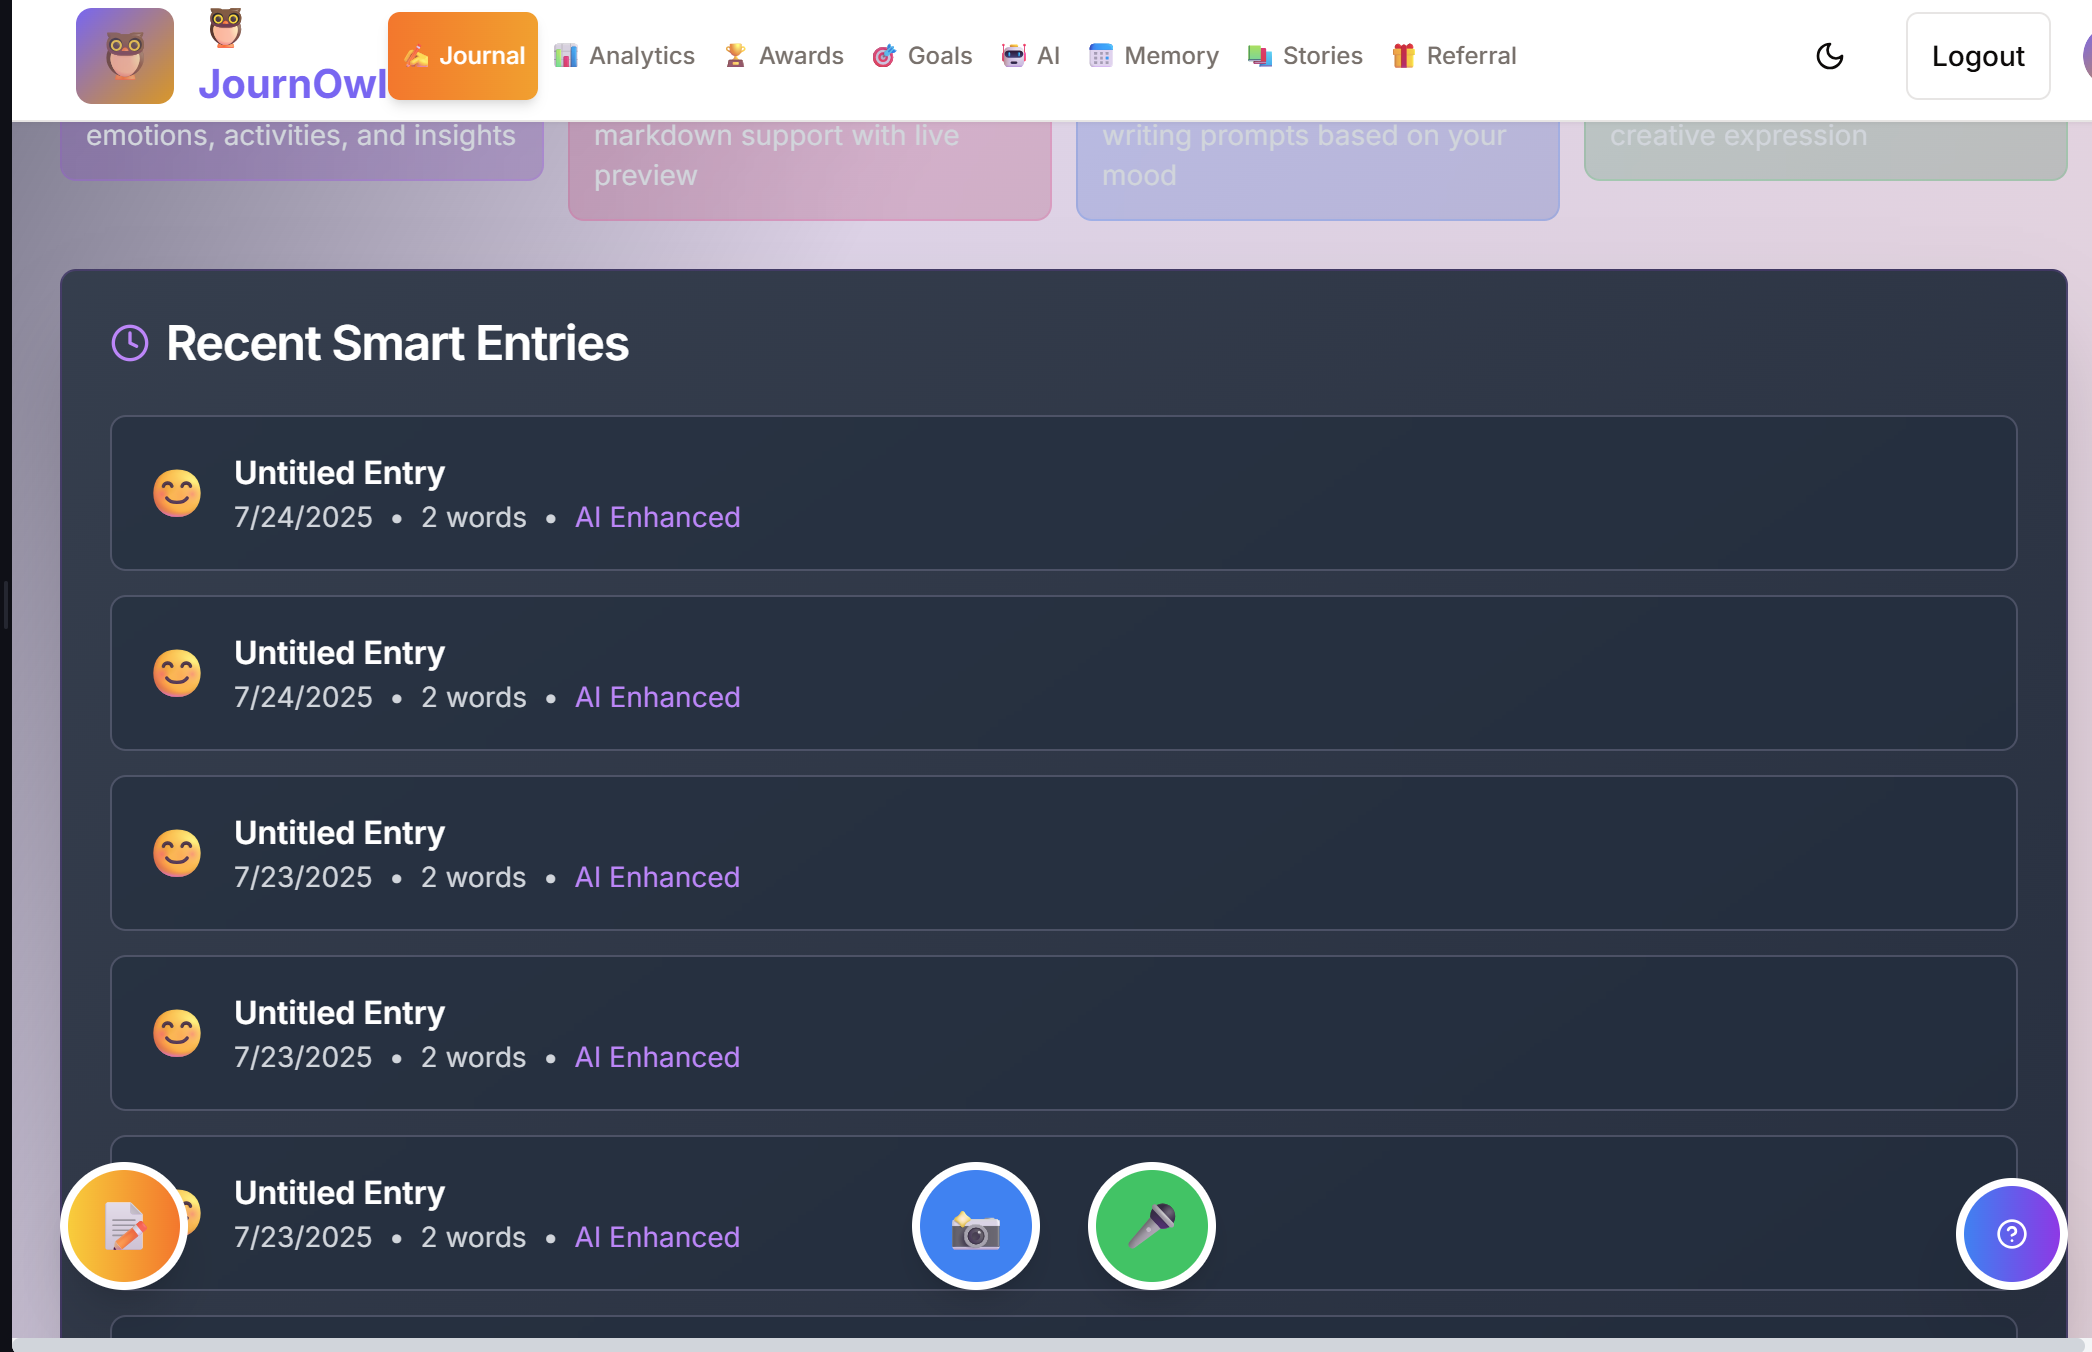 JournOwl
Journal
Analytics
Awards
Goals
AI
Memory
Stories
Referral
Logout
emotions, activities, and insights
markdown support with live
preview
writing prompts based on your
mood
creative expression
Recent Smart Entries
Untitled Entry
7/24/2025 • 2 words • AI Enhanced
Untitled Entry
7/24/2025 • 2 words • AI Enhanced
Untitled Entry
7/23/2025 • 2 words • AI Enhanced
Untitled Entry
7/23/2025 • 2 words • AI Enhanced
Untitled Entry
7/23/2025 • 2 words • AI Enhanced